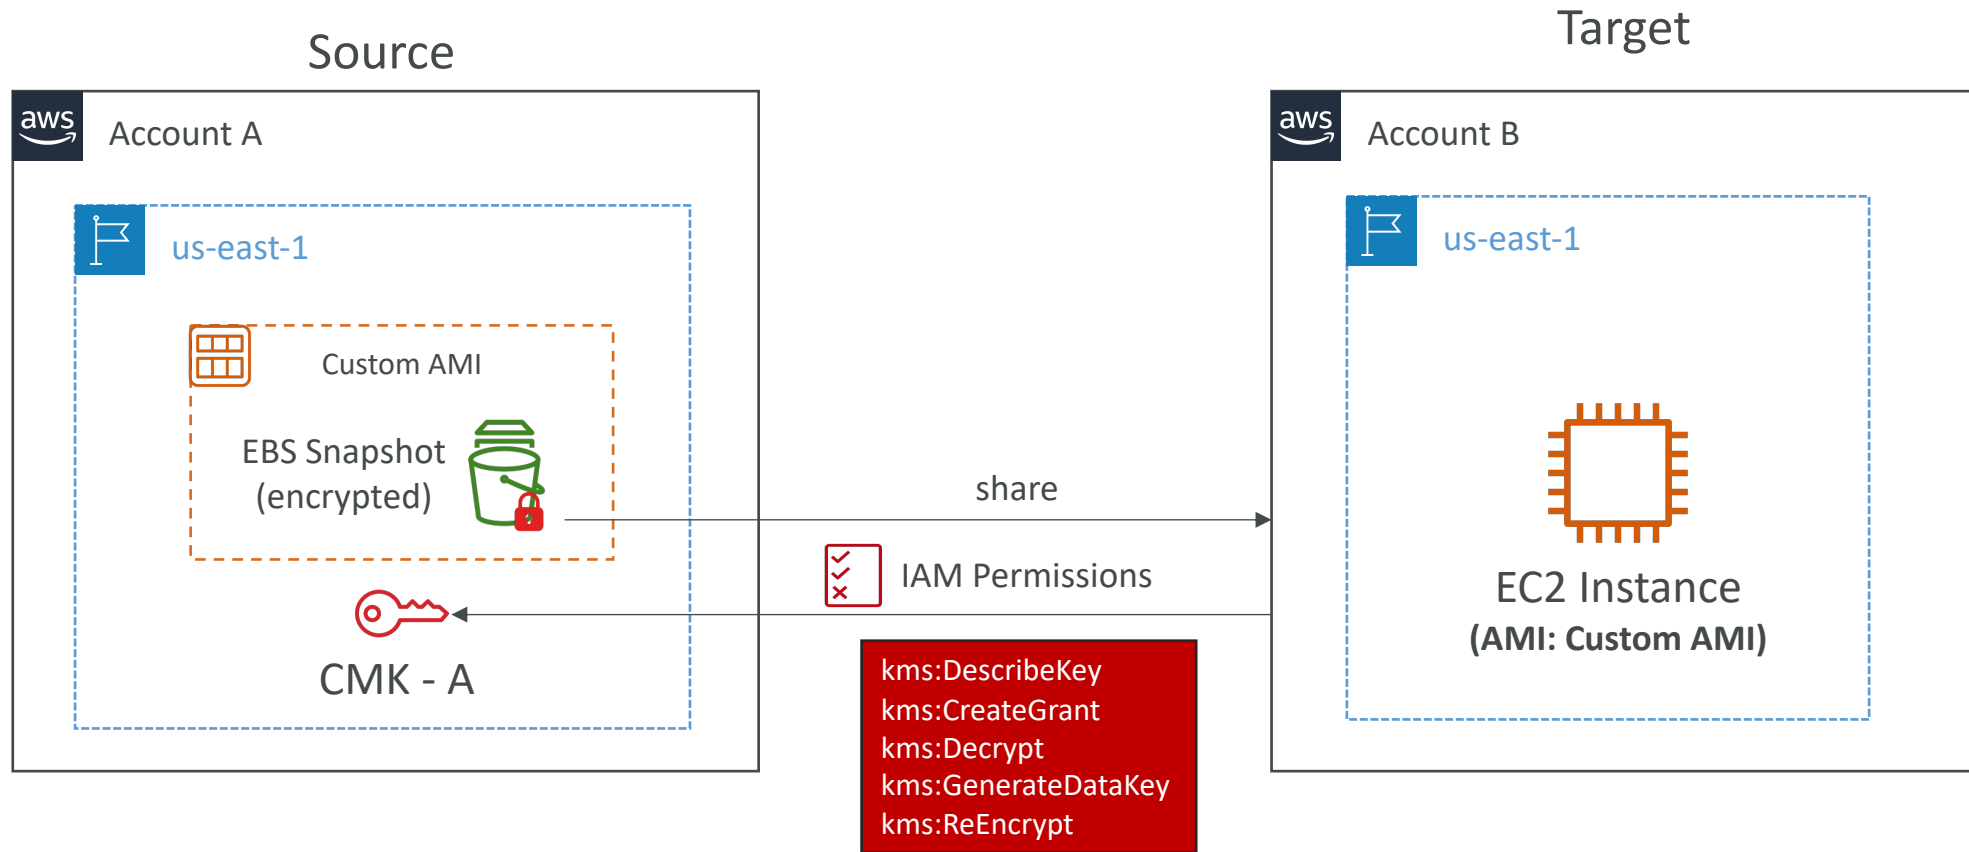 Source
Target
aws
Account A
us-east-1
Custom AMI
EBS Snapshot
(encrypted)
CMK - A
share
IAM Permissions
kms:DescribeKey
kms:CreateGrant
kms:Decrypt
kms:GenerateDataKey
kms:ReEncrypt
aws
Account B
us-east-1
EC2 Instance
(AMI: Custom AMI)